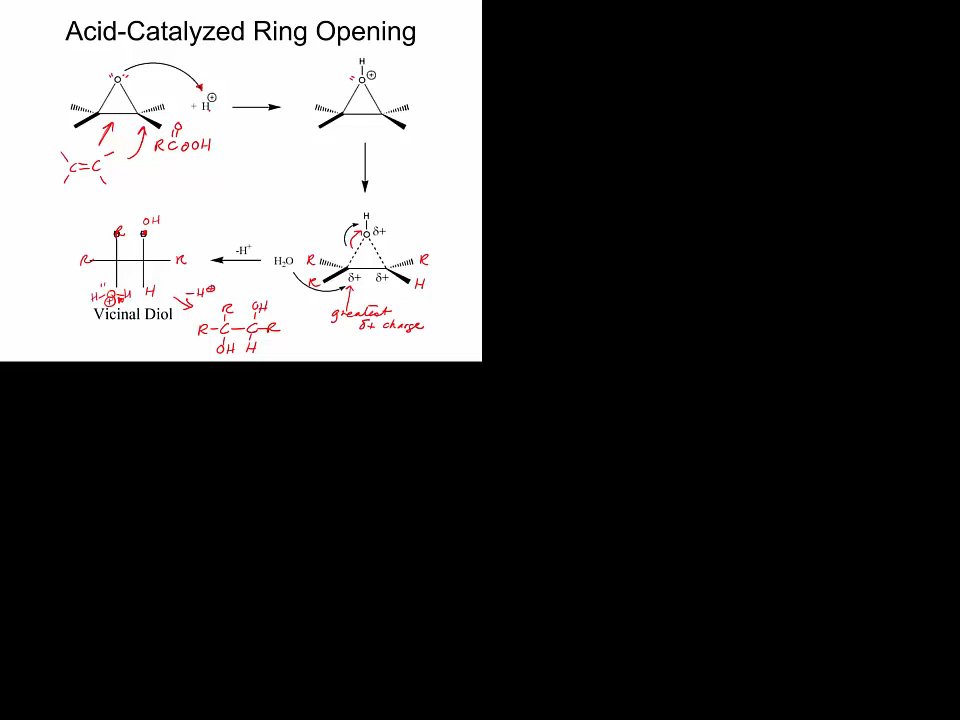 Acid-Catalyzed Ring Opening
H
O
O
+ H
O
RCOOH
C=C
H
O δ+
OH
R
R
R
-H+
H2O
R
R
R
H
δ+ δ+
H-O-H
H
-H+
Vicinal Diol
greatest
δ+ charge
R OH
R-C-C-R
OH H